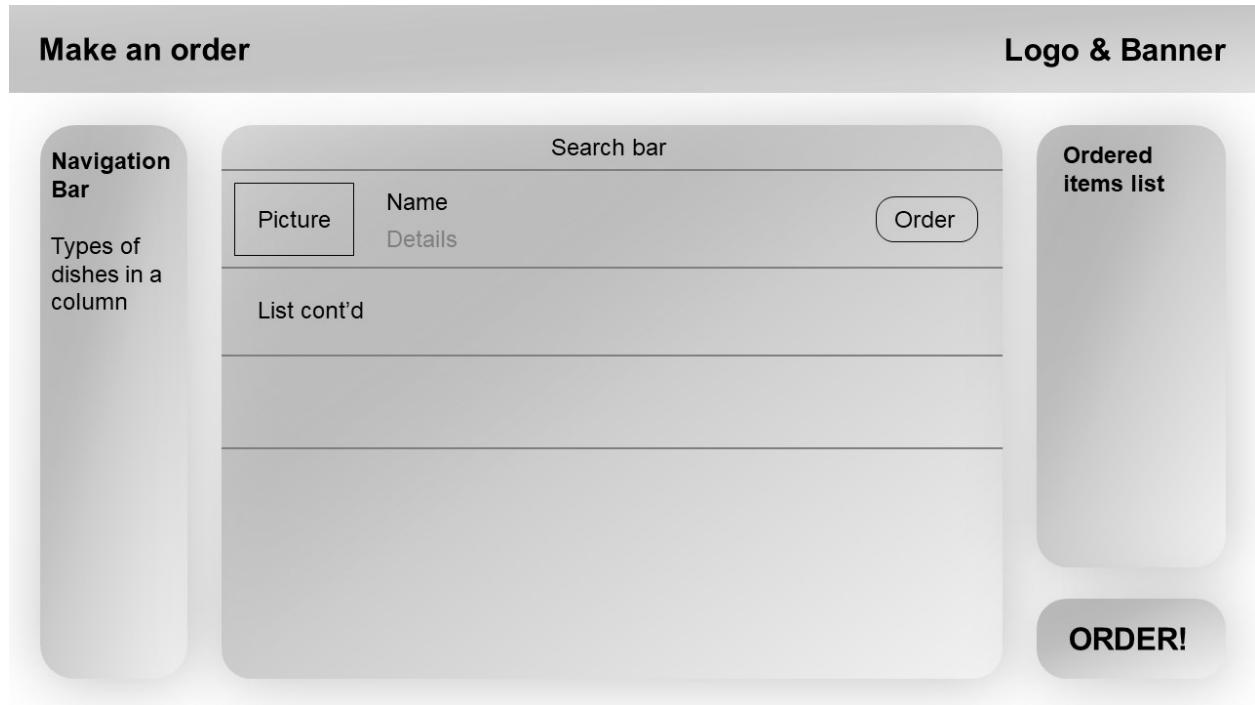 Make an order
Logo & Banner
Navigation
Bar
Types of
dishes in a
column
Search bar
Picture
Name
Details
Order
List cont’d
Ordered
items list
ORDER!